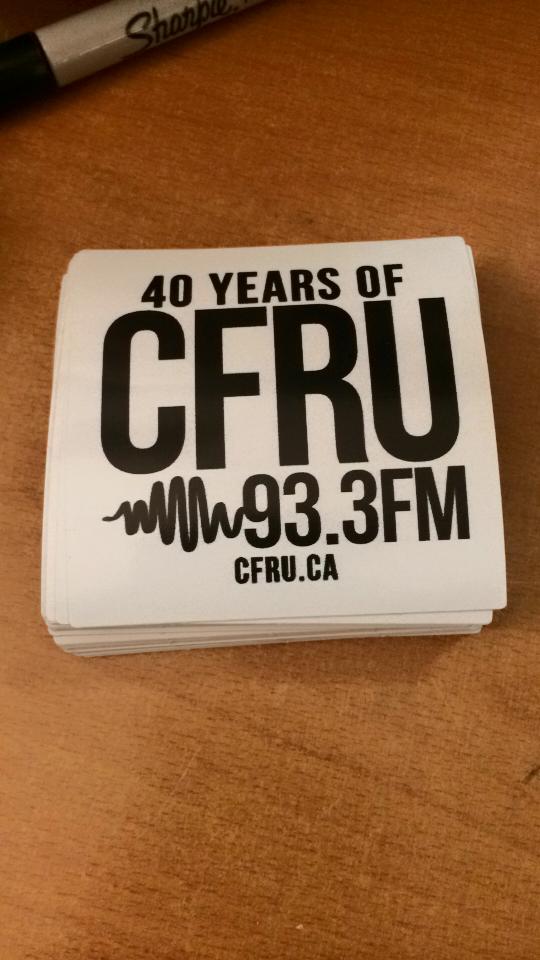 Sharpie
40 YEARS OF
CFRU
93.3FM
CFRU.CA